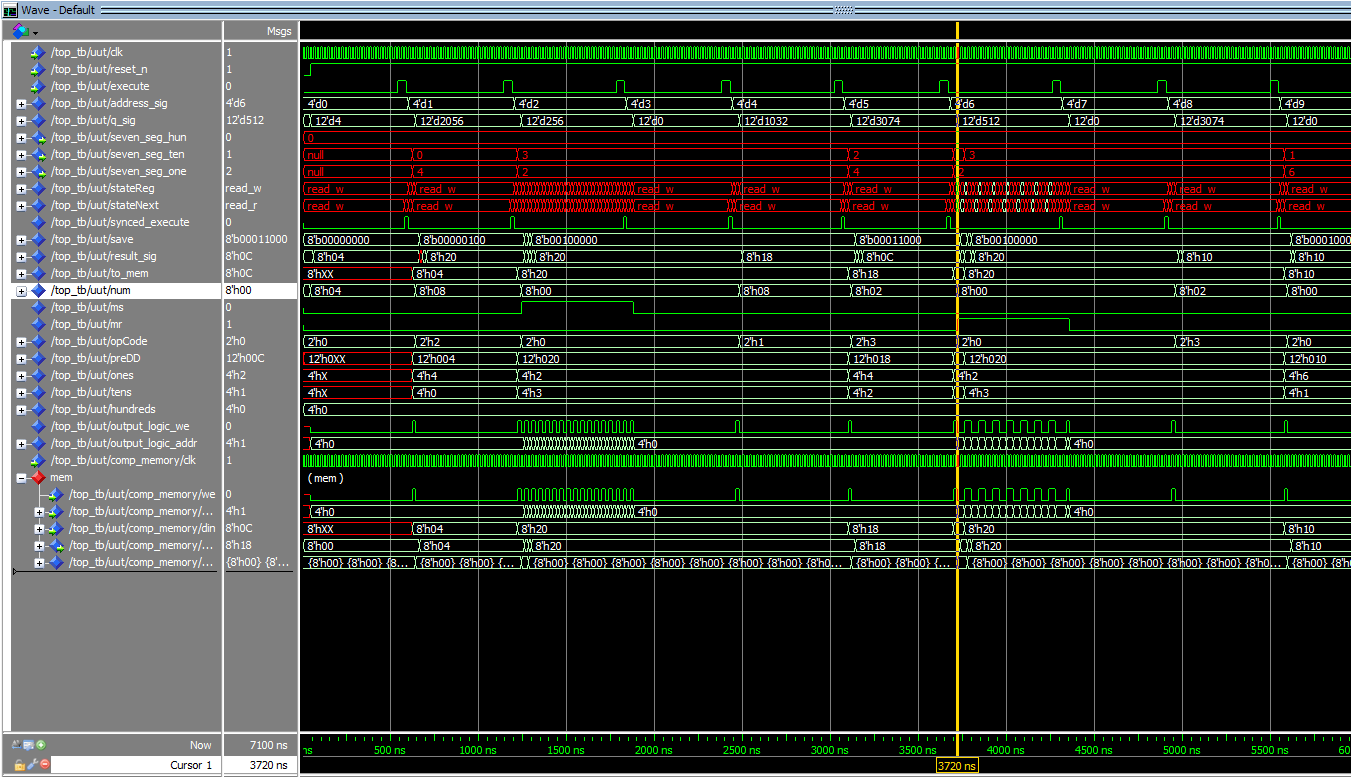 Wave - Default
Msgs
/top_tb/uut/clk 1
/top_tb/uut/reset_n 1
/top_tb/uut/execute 0
/top_tb/uut/address_sig 4'd6 4'd0 4'd1 4'd2 4'd3 4'd4 4'd5 4'd6 4'd7 4'd8 4'd9
/top_tb/uut/q_sig 12'd512 12'd4 12'd2056 12'd256 12'd0 12'd1032 12'd3074 12'd512 12'd0 12'd3074 12'd0
/top_tb/uut/seven_seg_hun 0 0
/top_tb/uut/seven_seg_ten 1 null 0 3 2 3 1
/top_tb/uut/seven_seg_one 2 null 4 2 4 2 6
/top_tb/uut/stateReg read_w read_w read_w read_w read_w read_w read_w read_w read_w
/top_tb/uut/stateNext read_r read_w read_w read_w read_w read_w read_w read_w read_w
/top_tb/uut/synced_execute 0
/top_tb/uut/save 8'b00011000 8'b00000000 8'b00000100 8'b00100000 8'b00011000 8'b00100000 8'b0001000
/top_tb/uut/result_sig 8'h0C 8'h04 8'h20 8'h20 8'h18 8'h0C 8'h20 8'h10 8'h10
/top_tb/uut/to_mem 8'h0C 8'hXX 8'h04 8'h20 8'h18 8'h20 8'h10
/top_tb/uut/num 8'h00 8'h04 8'h08 8'h00 8'h08 8'h02 8'h00 8'h02 8'h00
/top_tb/uut/ms 0
/top_tb/uut/mr 1
/top_tb/uut/opCode 2'h0 2'h0 2'h2 2'h0 2'h1 2'h3 2'h0 2'h3 2'h0
/top_tb/uut/preDD 12'h00C 12'h0XX 12'h004 12'h020 12'h018 12'h020 12'h010
/top_tb/uut/ones 4'h2 4'hX 4'h4 4'h2 4'h4 4'h2 4'h6
/top_tb/uut/tens 4'h1 4'hX 4'h0 4'h3 4'h2 4'h3 4'h1
/top_tb/uut/hundreds 4'h0 4'h0
/top_tb/uut/output_logic_we 0
/top_tb/uut/output_logic_addr 4'h1 4'h0 4'h0 4'h0
/top_tb/uut/comp_memory/clk 1
mem ( mem )
/top_tb/uut/comp_memory/we 0
/top_tb/uut/comp_memory/... 4'h1 4'h0 4'h0 4'h0
/top_tb/uut/comp_memory/din 8'h0C 8'hXX 8'h04 8'h20 8'h18 8'h20 8'h10
/top_tb/uut/comp_memory/... 8'h18 8'h00 8'h04 8'h20 8'h18 8'h20 8'h10
/top_tb/uut/comp_memory/... {8'h00} {8'... {8'h00} {8'h00} {8... {8'h00} {8'h00} {8'... {8'h00} {8'h00} {8'h00} {8'h00} {8'h00} {8'h00} {8'h0... {8'h00} {8'h00} {8'... {8'h00} {8'h00} {8'h00} {8'h00} {8'h00} {8'h00} {8'h0... {8'h00} {8
Now 7100 ns ns 500 ns 1000 ns 1500 ns 2000 ns 2500 ns 3000 ns 3500 ns 4000 ns 4500 ns 5000 ns 5500 ns 60
Cursor 1 3720 ns 3720 ns